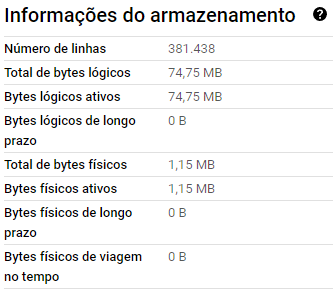 Informações do armazenamento ?
Número de linhas 381.438
Total de bytes lógicos 74,75 MB
Bytes lógicos ativos 74,75 MB
Bytes lógicos de longo 0 B
prazo
Total de bytes físicos 1,15 MB
Bytes físicos ativos 1,15 MB
Bytes físicos de longo 0 B
prazo
Bytes físicos de viagem 0 B
no tempo